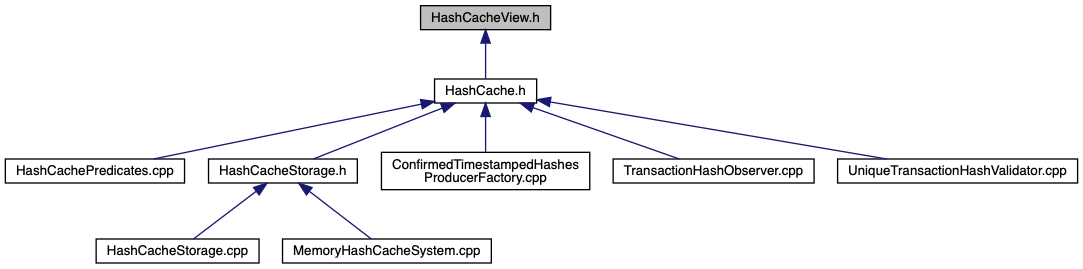 HashCacheView.h
HashCache.h
HashCachePredicates.cpp
HashCacheStorage.h
ConfirmedTimestampedHashes
ProducerFactory.cpp
TransactionHashObserver.cpp
UniqueTransactionHashValidator.cpp
HashCacheStorage.cpp
MemoryHashCacheSystem.cpp